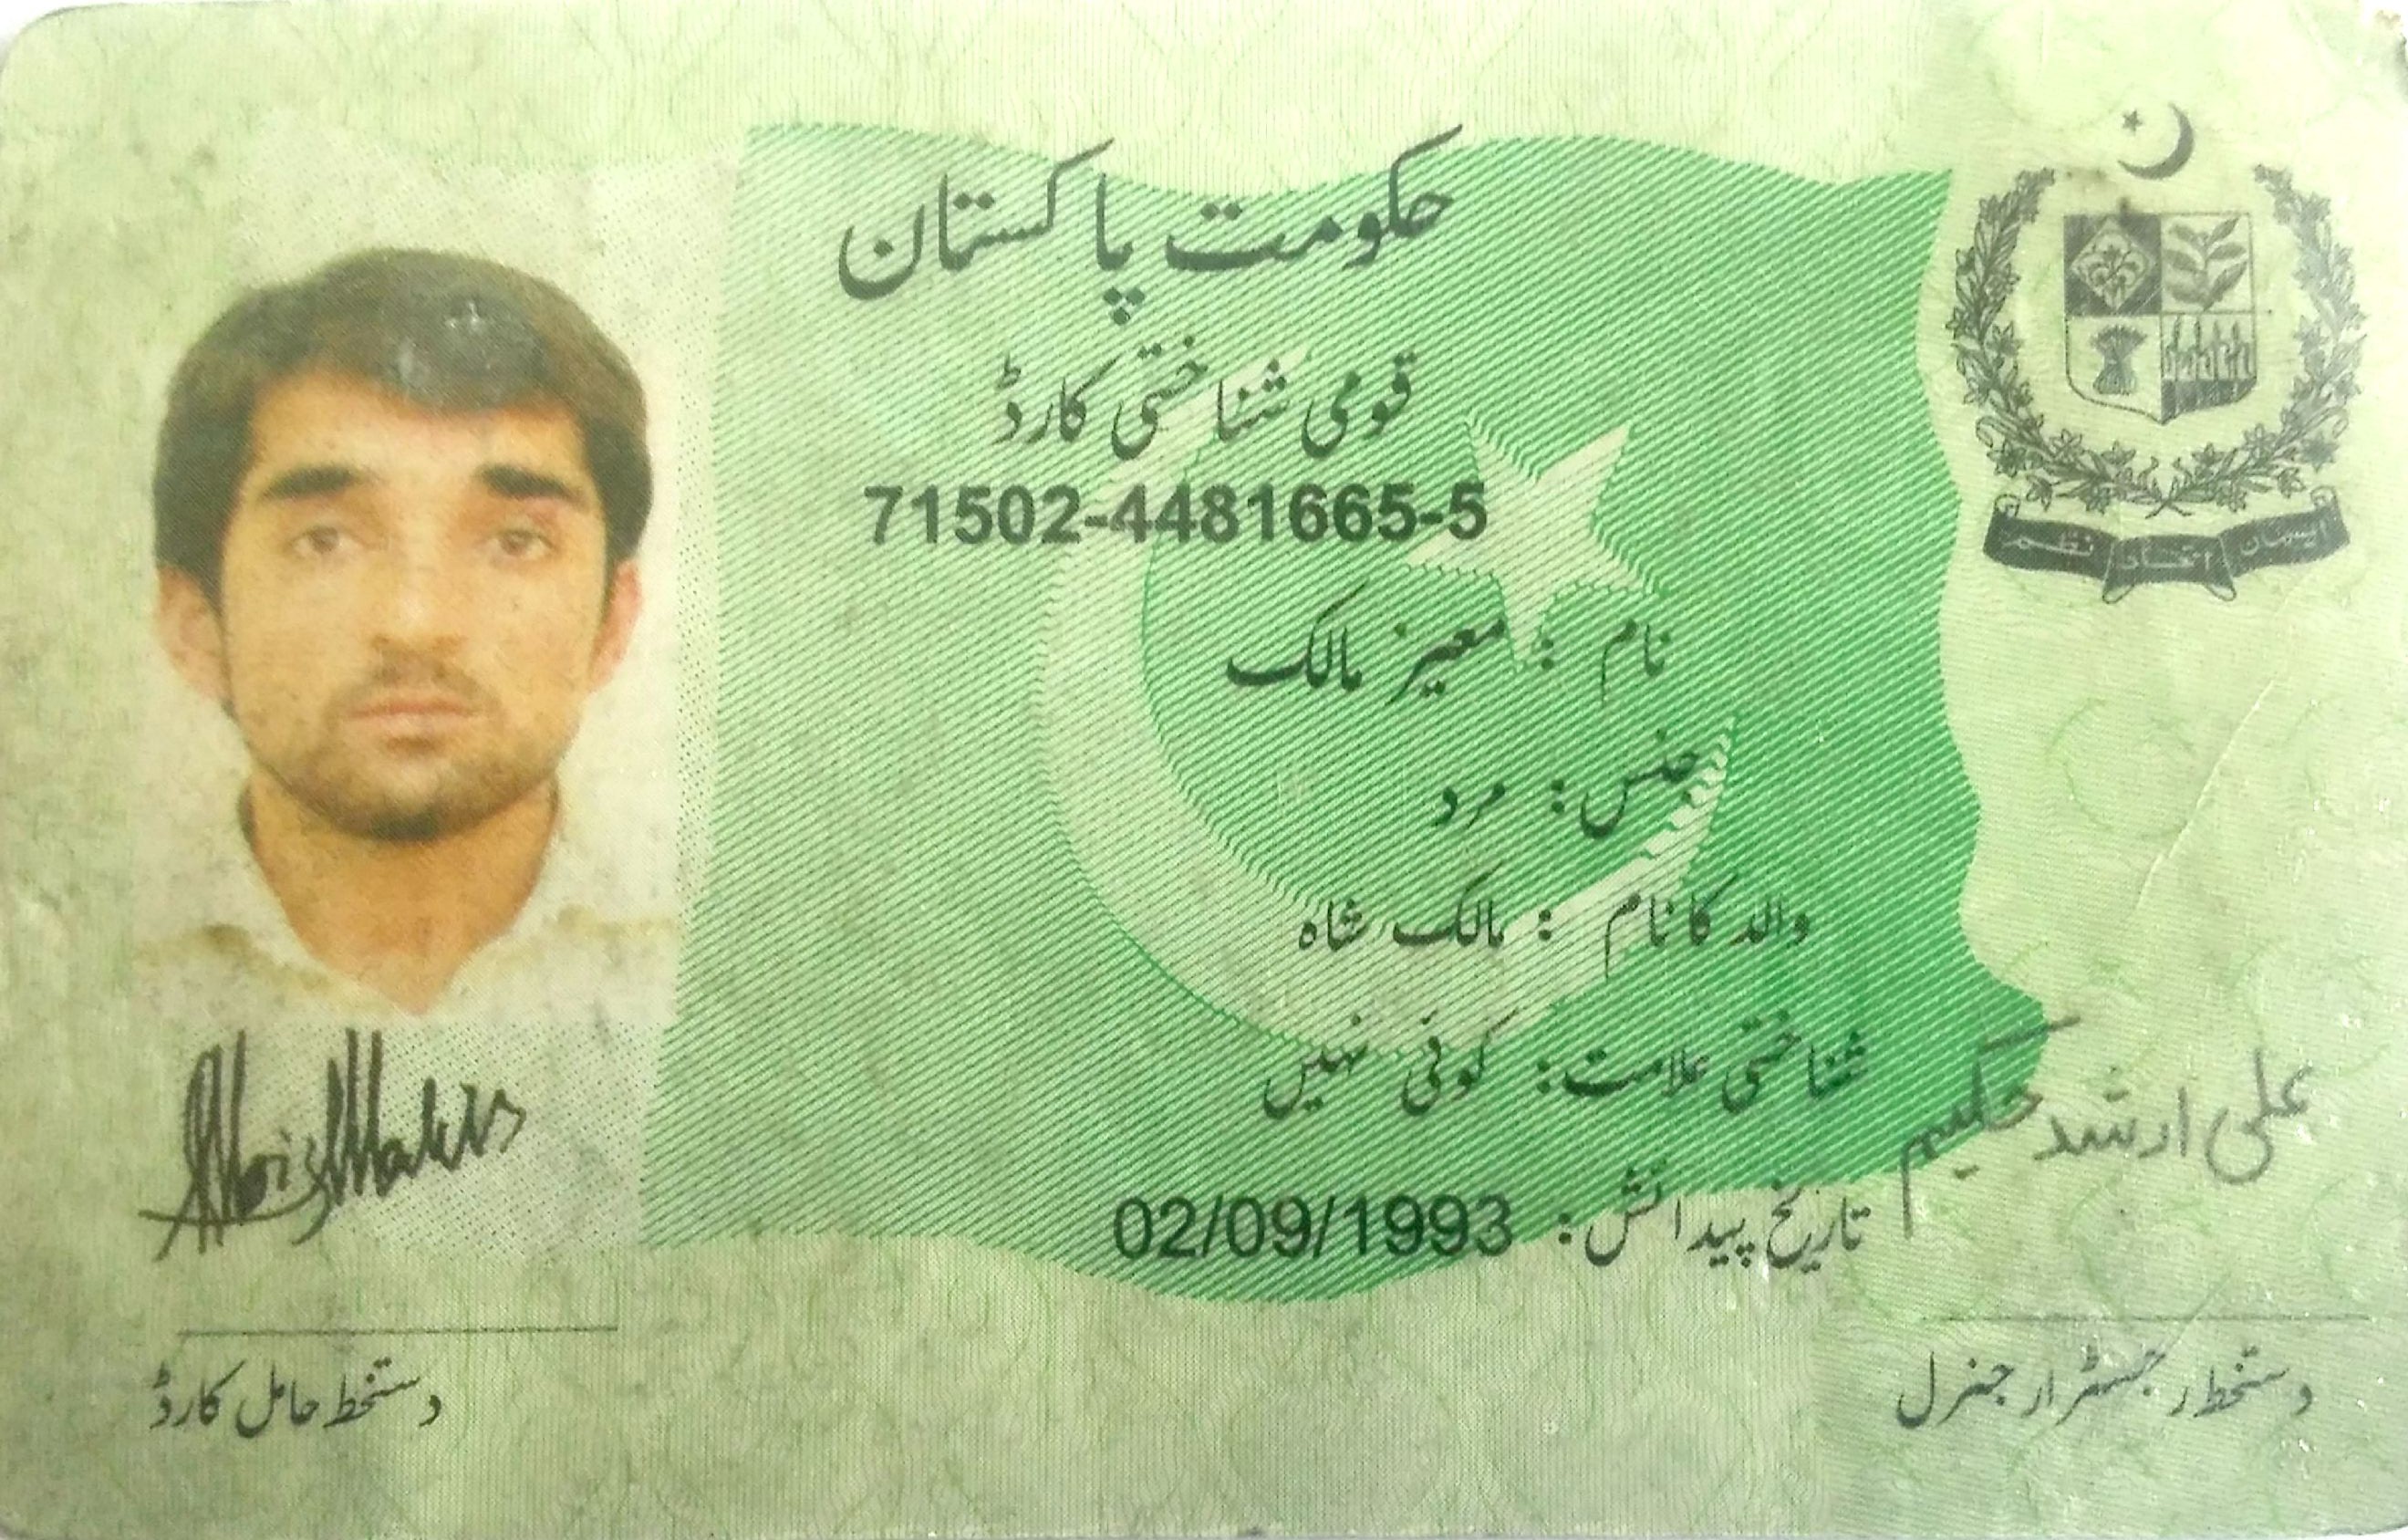 حکومت پاکستان
قومی شناختی کارڈ
71502-4481665-5
نام : معیز مالک
جنس : مرد
والد کا نام : مالک شاہ
شناختی علامت : کوئی نہیں
تاریخ پیدائش : 02/09/1993
ایمان اتحاد نظم
علی ارشد حکیم
دستخط رجسٹرار جنرل
Moiz Malik
دستخط حامل کارڈ